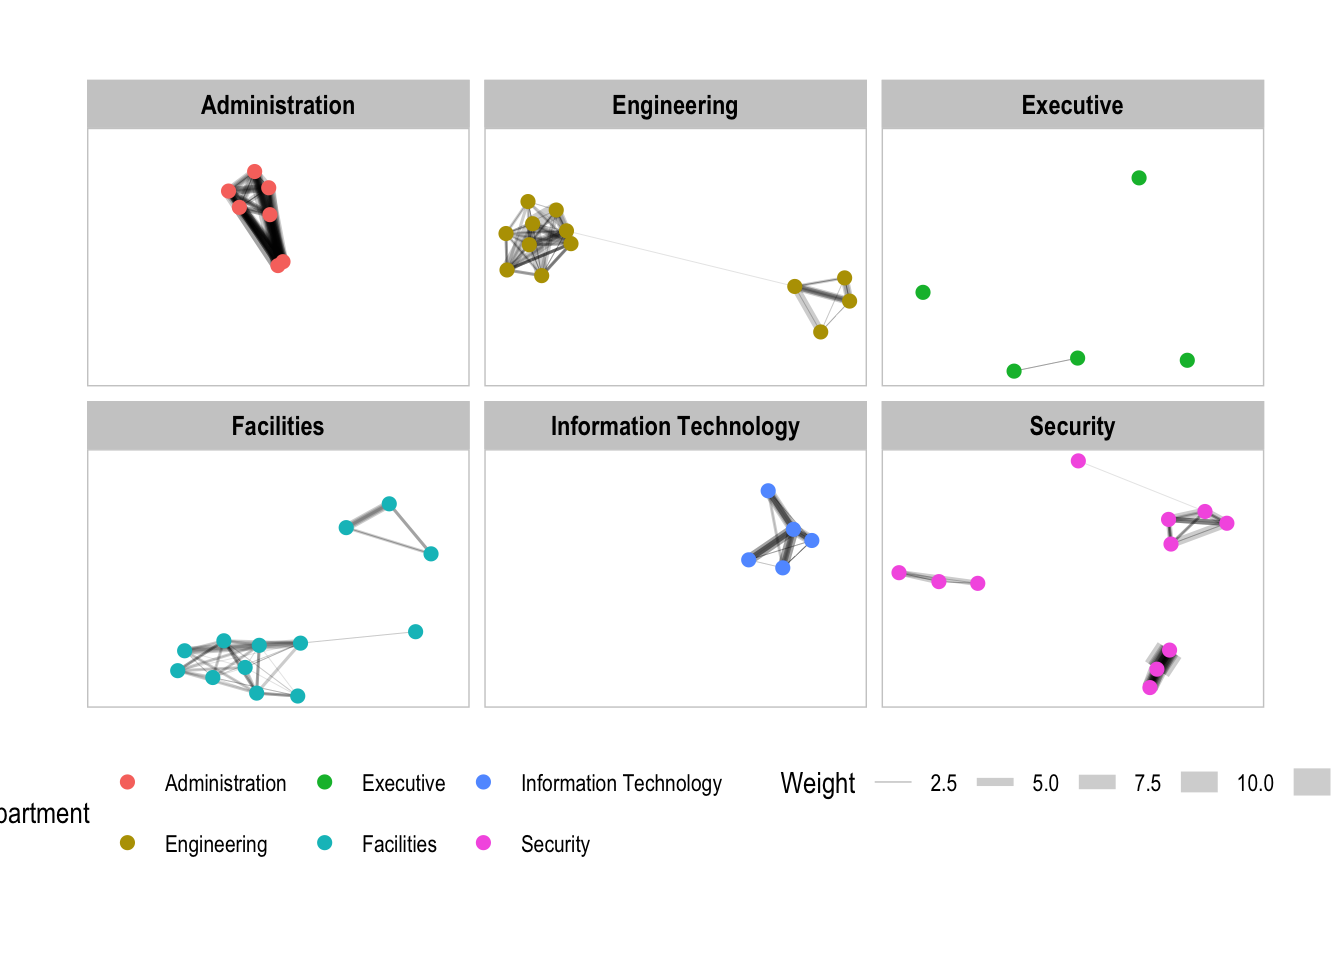 Administration
Engineering
Executive
Facilities
Information Technology
Security
partment
Administration
Executive
Information Technology
Engineering
Facilities
Security
Weight
2.5
5.0
7.5
10.0